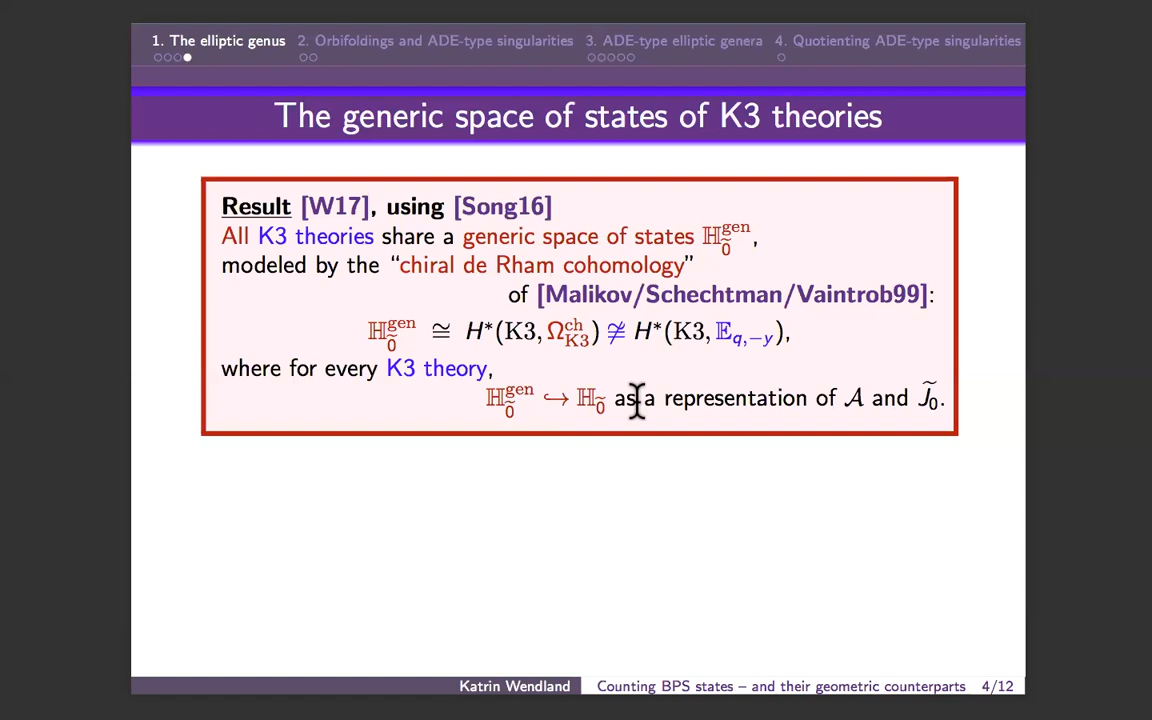 1. The elliptic genus 2. Orbifoldings and ADE-type singularities 3. ADE-type elliptic genera 4. Quotienting ADE-type singularities
The generic space of states of K3 theories
Result [W17], using [Song16]
All K3 theories share a generic space of states ℍ^gen_0̃,
modeled by the “chiral de Rham cohomology”
of [Malikov/Schechtman/Vaintrob99]:
ℍ^gen_0̃ ≅ H*(K3, Ω^ch_K3) ≇ H*(K3, 𝔼_q,−y),
where for every K3 theory,
ℍ^gen_0̃ ↪ ℍ_0̃ as a representation of 𝒜 and J̃_0.
Katrin Wendland Counting BPS states – and their geometric counterparts 4/12